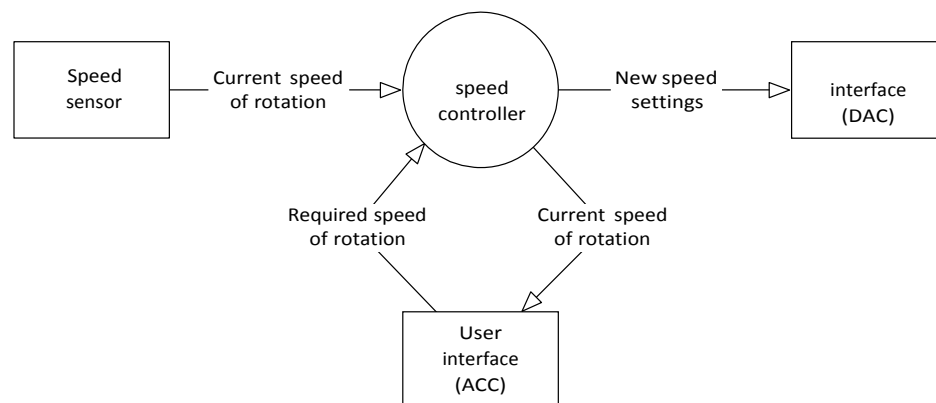 Speed
sensor
Current speed
of rotation
speed
controller
New speed
settings
interface
(DAC)
Required speed
of rotation
Current speed
of rotation
User
interface
(ACC)